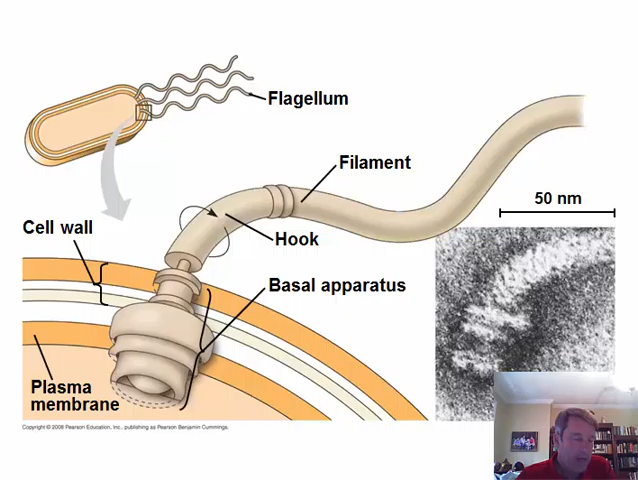 Flagellum
Filament
50 nm
Cell wall
Hook
Basal apparatus
Plasma
membrane
Copyright © 2008 Pearson Education, Inc., publishing as Pearson Benjamin Cummings.